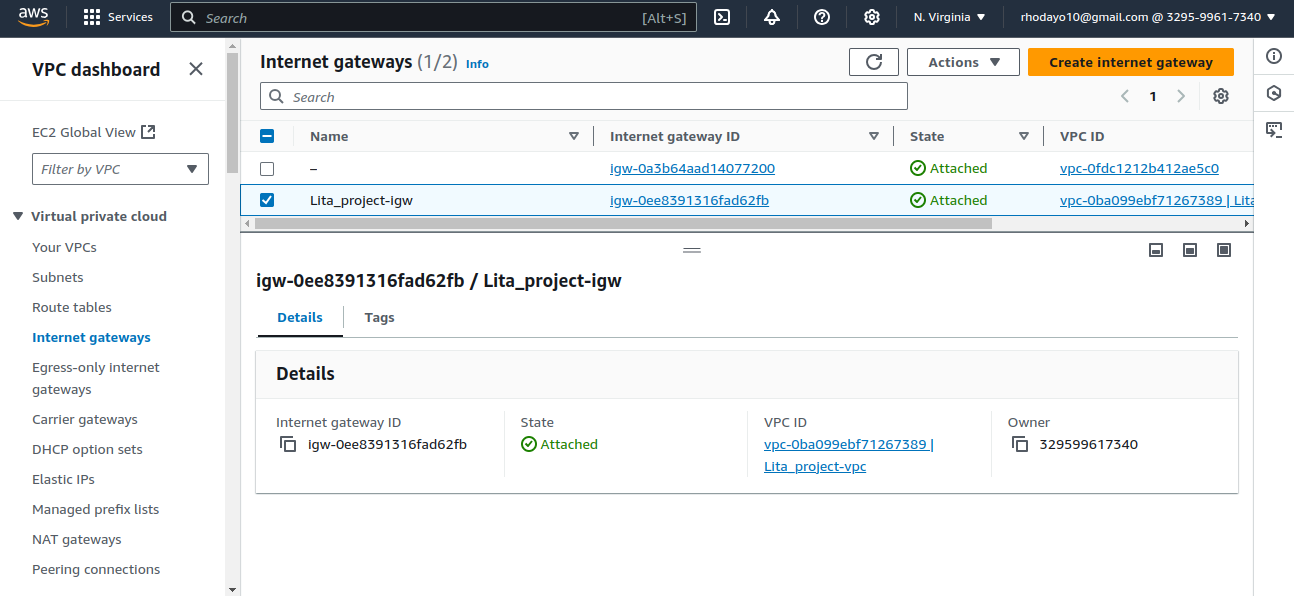 aws
Services
Search
[Alt+S]
N. Virginia
rhodayo10@gmail.com @ 3295-9961-7340
VPC dashboard
EC2 Global View
Filter by VPC
Virtual private cloud
Your VPCs
Subnets
Route tables
Internet gateways
Egress-only internet
gateways
Carrier gateways
DHCP option sets
Elastic IPs
Managed prefix lists
NAT gateways
Peering connections
Internet gateways (1/2) Info
Actions
Create internet gateway
Search
1
Name Internet gateway ID State VPC ID
– igw-0a3b64aad14077200 Attached vpc-0fdc1212b412ae5c0
Lita_project-igw igw-0ee8391316fad62fb Attached vpc-0ba099ebf71267389 | Lita
igw-0ee8391316fad62fb / Lita_project-igw
Details
Tags
Details
Internet gateway ID
igw-0ee8391316fad62fb
State
Attached
VPC ID
vpc-0ba099ebf71267389 |
Lita_project-vpc
Owner
329599617340